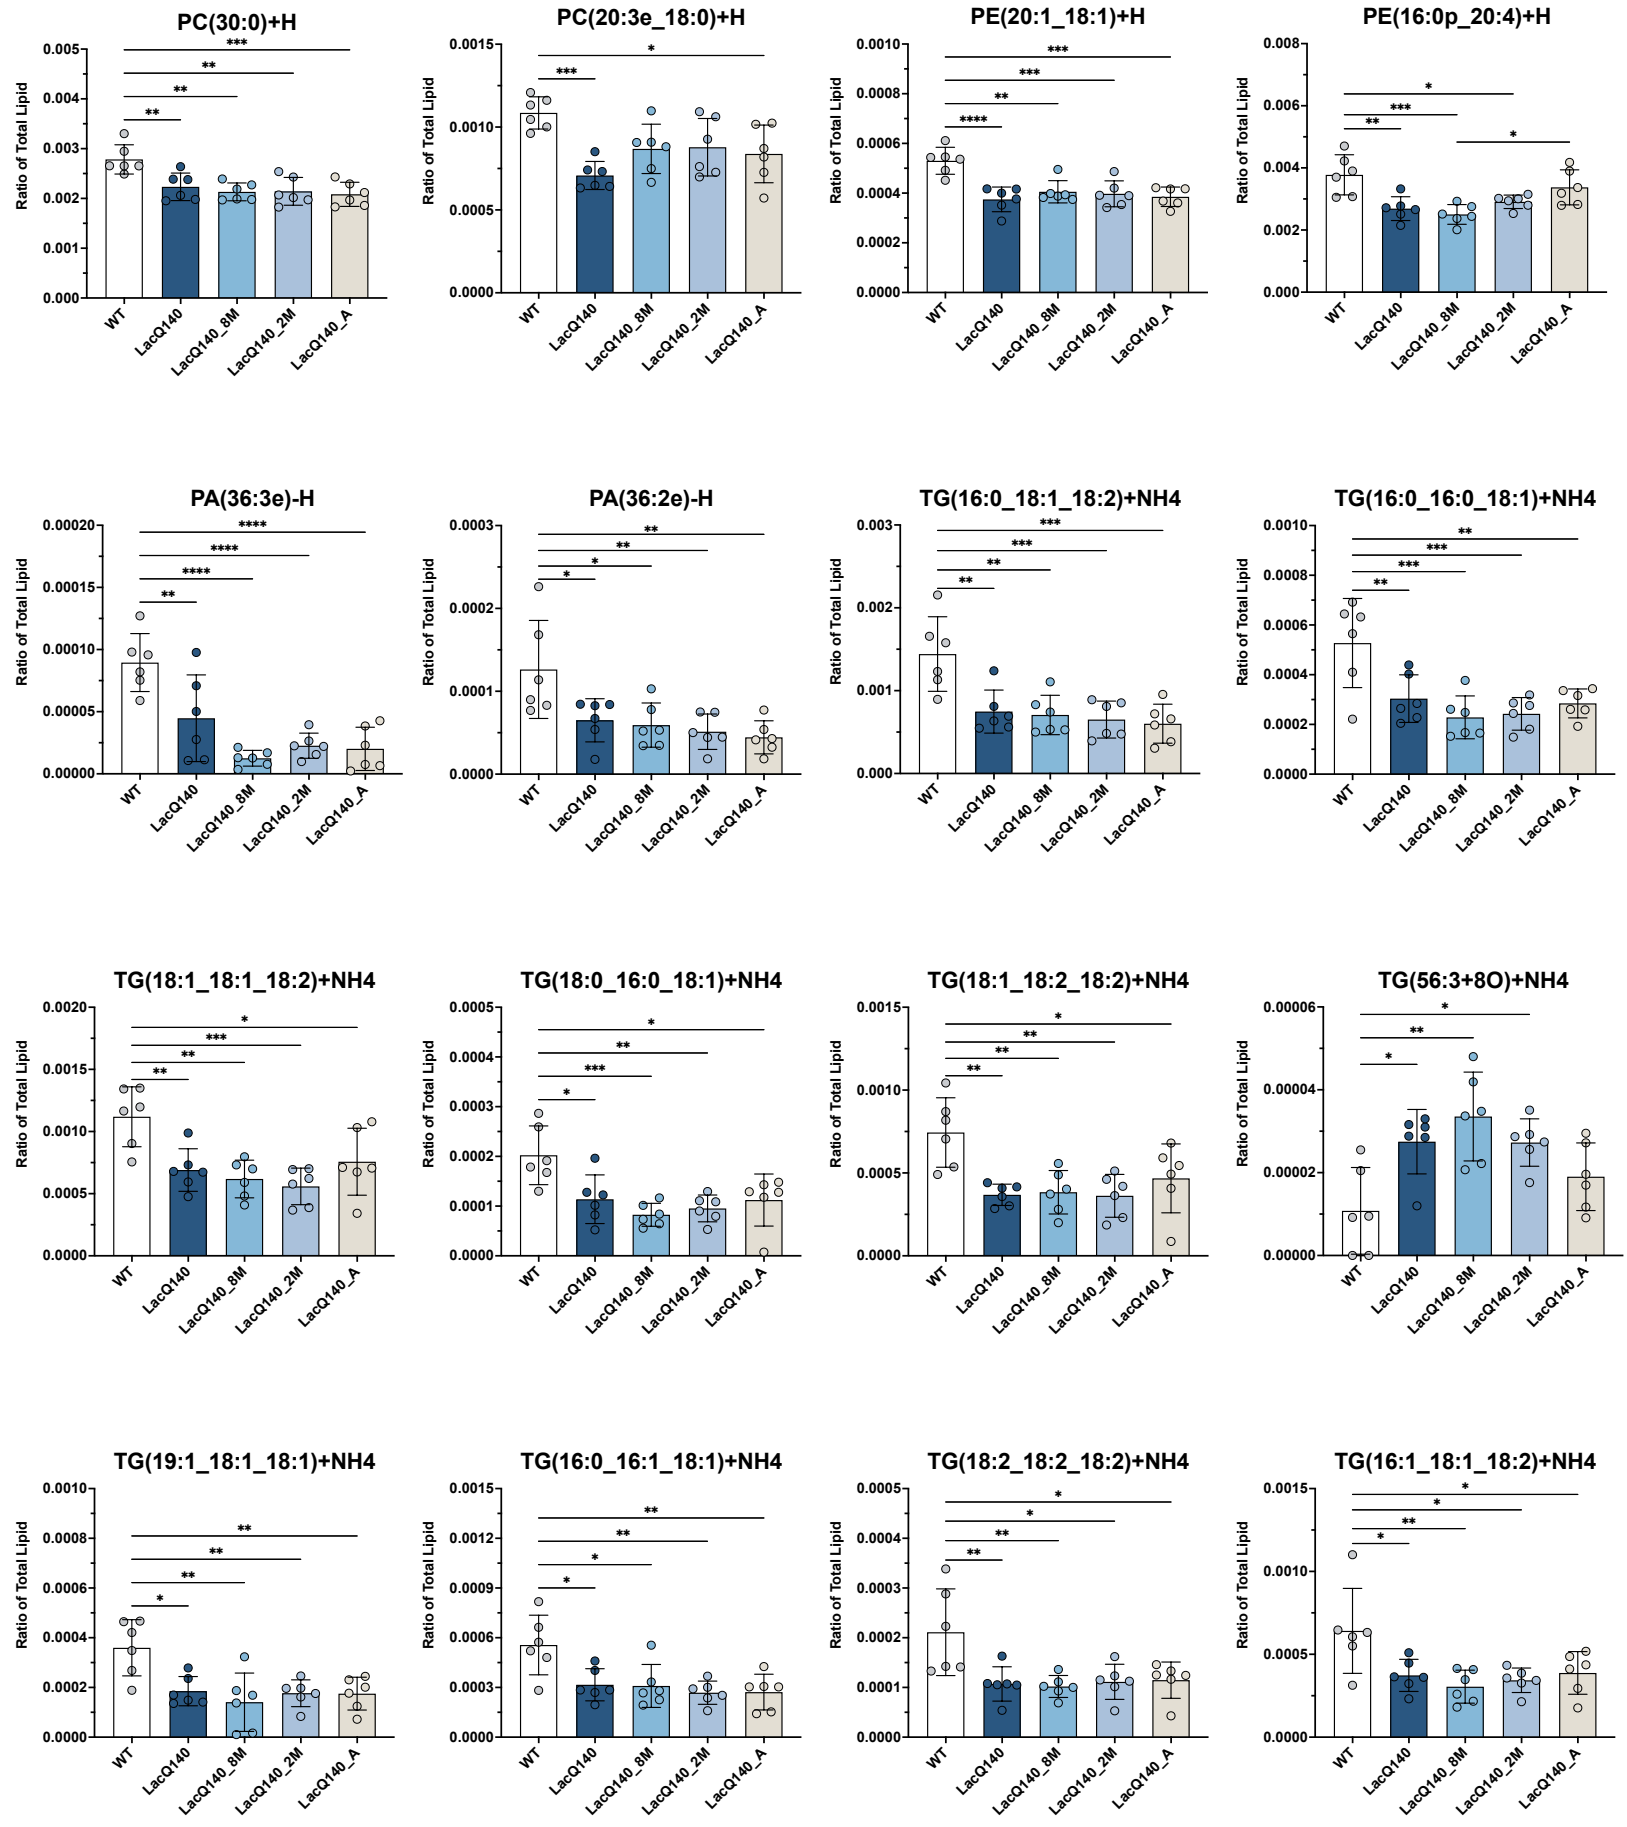 PC(30:0)+H
Ratio of Total Lipid
0.005
0.004
0.003
0.002
0.001
0.000
***
**
**
**
WT
LacQ140
LacQ140_8M
LacQ140_2M
LacQ140_A
PC(20:3e_18:0)+H
Ratio of Total Lipid
0.0015
0.0010
0.0005
0.0000
*
***
WT
LacQ140
LacQ140_8M
LacQ140_2M
LacQ140_A
PE(20:1_18:1)+H
Ratio of Total Lipid
0.0010
0.0008
0.0006
0.0004
0.0002
0.0000
***
***
**
****
WT
LacQ140
LacQ140_8M
LacQ140_2M
LacQ140_A
PE(16:0p_20:4)+H
Ratio of Total Lipid
0.008
0.006
0.004
0.002
0.000
*
***
**
*
WT
LacQ140
LacQ140_8M
LacQ140_2M
LacQ140_A
PA(36:3e)-H
Ratio of Total Lipid
0.00020
0.00015
0.00010
0.00005
0.00000
****
****
****
**
WT
LacQ140
LacQ140_8M
LacQ140_2M
LacQ140_A
PA(36:2e)-H
Ratio of Total Lipid
0.0003
0.0002
0.0001
0.0000
**
**
*
*
WT
LacQ140
LacQ140_8M
LacQ140_2M
LacQ140_A
TG(16:0_18:1_18:2)+NH4
Ratio of Total Lipid
0.003
0.002
0.001
0.000
***
***
**
**
WT
LacQ140
LacQ140_8M
LacQ140_2M
LacQ140_A
TG(16:0_16:0_18:1)+NH4
Ratio of Total Lipid
0.0010
0.0008
0.0006
0.0004
0.0002
0.0000
**
***
***
**
WT
LacQ140
LacQ140_8M
LacQ140_2M
LacQ140_A
TG(18:1_18:1_18:2)+NH4
Ratio of Total Lipid
0.0020
0.0015
0.0010
0.0005
0.0000
*
***
**
**
WT
LacQ140
LacQ140_8M
LacQ140_2M
LacQ140_A
TG(18:0_16:0_18:1)+NH4
Ratio of Total Lipid
0.0005
0.0004
0.0003
0.0002
0.0001
0.0000
*
**
***
*
WT
LacQ140
LacQ140_8M
LacQ140_2M
LacQ140_A
TG(18:1_18:2_18:2)+NH4
Ratio of Total Lipid
0.0015
0.0010
0.0005
0.0000
*
**
**
**
WT
LacQ140
LacQ140_8M
LacQ140_2M
LacQ140_A
TG(56:3+8O)+NH4
Ratio of Total Lipid
0.00006
0.00004
0.00002
0.00000
*
**
*
WT
LacQ140
LacQ140_8M
LacQ140_2M
LacQ140_A
TG(19:1_18:1_18:1)+NH4
Ratio of Total Lipid
0.0010
0.0008
0.0006
0.0004
0.0002
0.0000
**
**
**
*
WT
LacQ140
LacQ140_8M
LacQ140_2M
LacQ140_A
TG(16:0_16:1_18:1)+NH4
Ratio of Total Lipid
0.0015
0.0012
0.0009
0.0006
0.0003
0.0000
**
**
*
*
WT
LacQ140
LacQ140_8M
LacQ140_2M
LacQ140_A
TG(18:2_18:2_18:2)+NH4
Ratio of Total Lipid
0.0005
0.0004
0.0003
0.0002
0.0001
0.0000
*
*
**
**
WT
LacQ140
LacQ140_8M
LacQ140_2M
LacQ140_A
TG(16:1_18:1_18:2)+NH4
Ratio of Total Lipid
0.0015
0.0010
0.0005
0.0000
*
*
**
*
WT
LacQ140
LacQ140_8M
LacQ140_2M
LacQ140_A